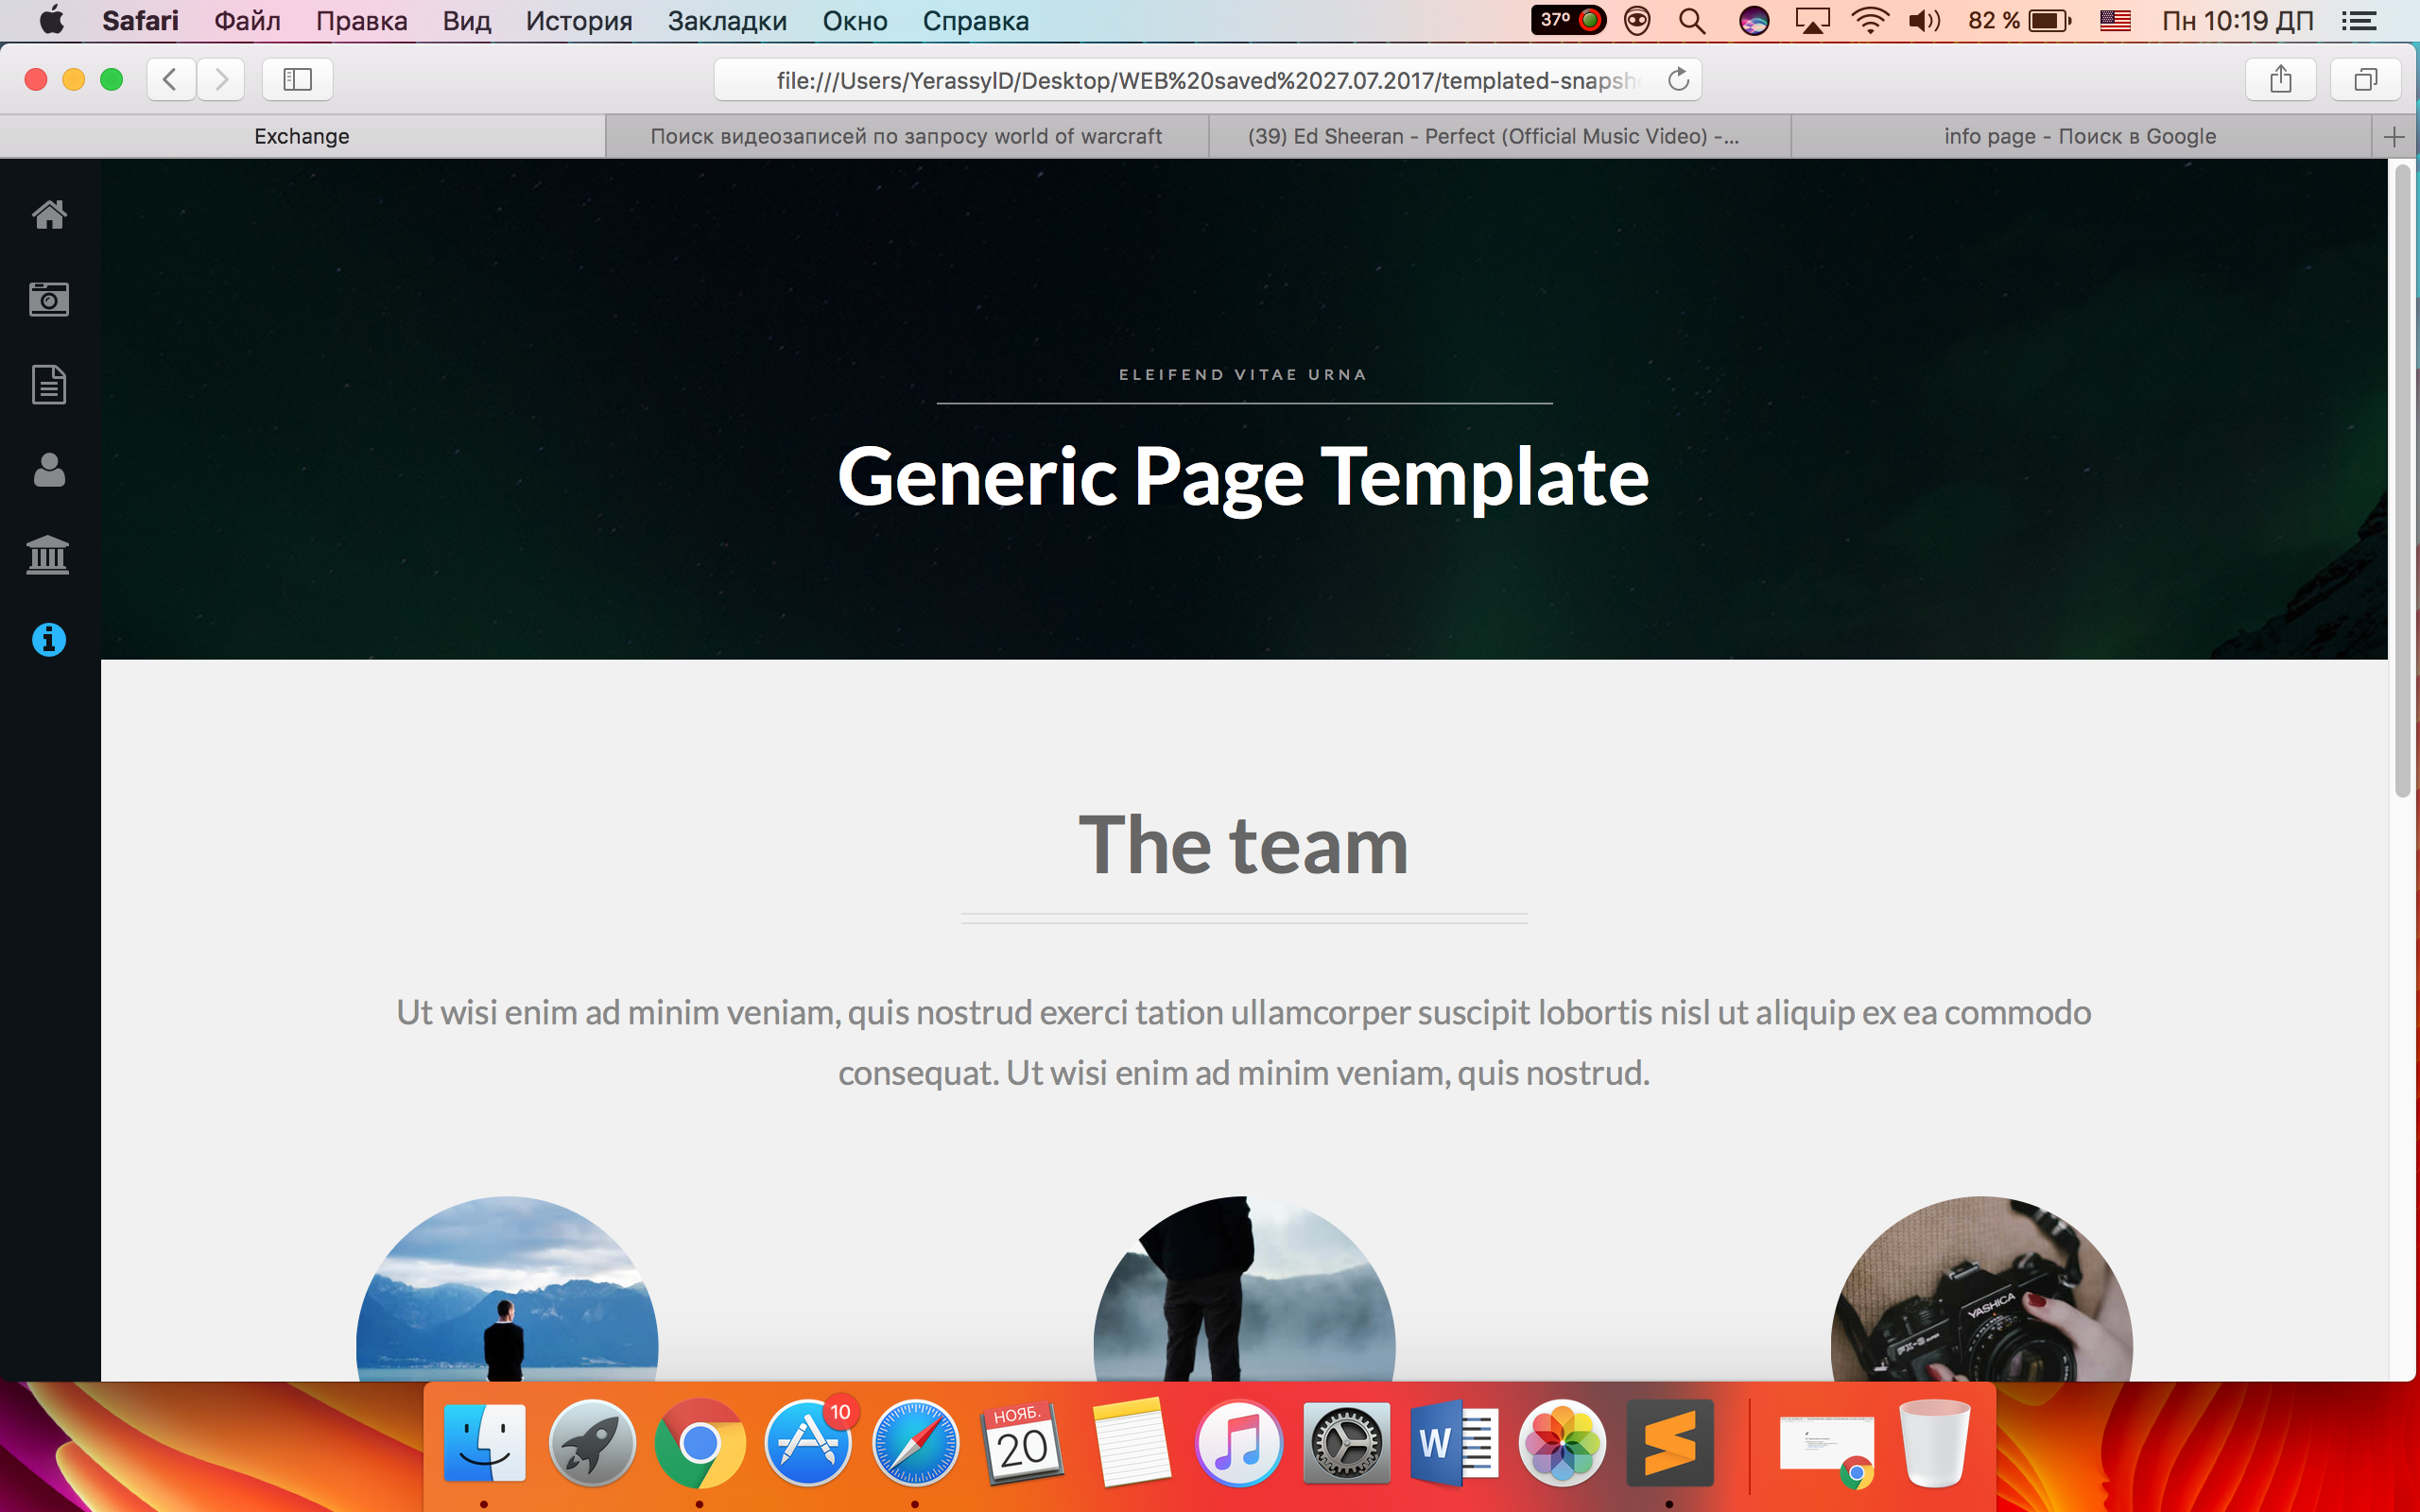 Safari Файл Правка Вид История Закладки Окно Справка 37º 82 % Пн 10:19 ДП
file:///Users/YerassylD/Desktop/WEB%20saved%2027.07.2017/templated-snapsh
Exchange Поиск видеозаписей по запросу world of warcraft (39) Ed Sheeran - Perfect (Official Music Video) -... info page - Поиск в Google
ELEIFEND VITAE URNA
Generic Page Template
The team
Ut wisi enim ad minim veniam, quis nostrud exerci tation ullamcorper suscipit lobortis nisl ut aliquip ex ea commodo
consequat. Ut wisi enim ad minim veniam, quis nostrud.
YASHICA
FX-3
10
НОЯБ.
20
W